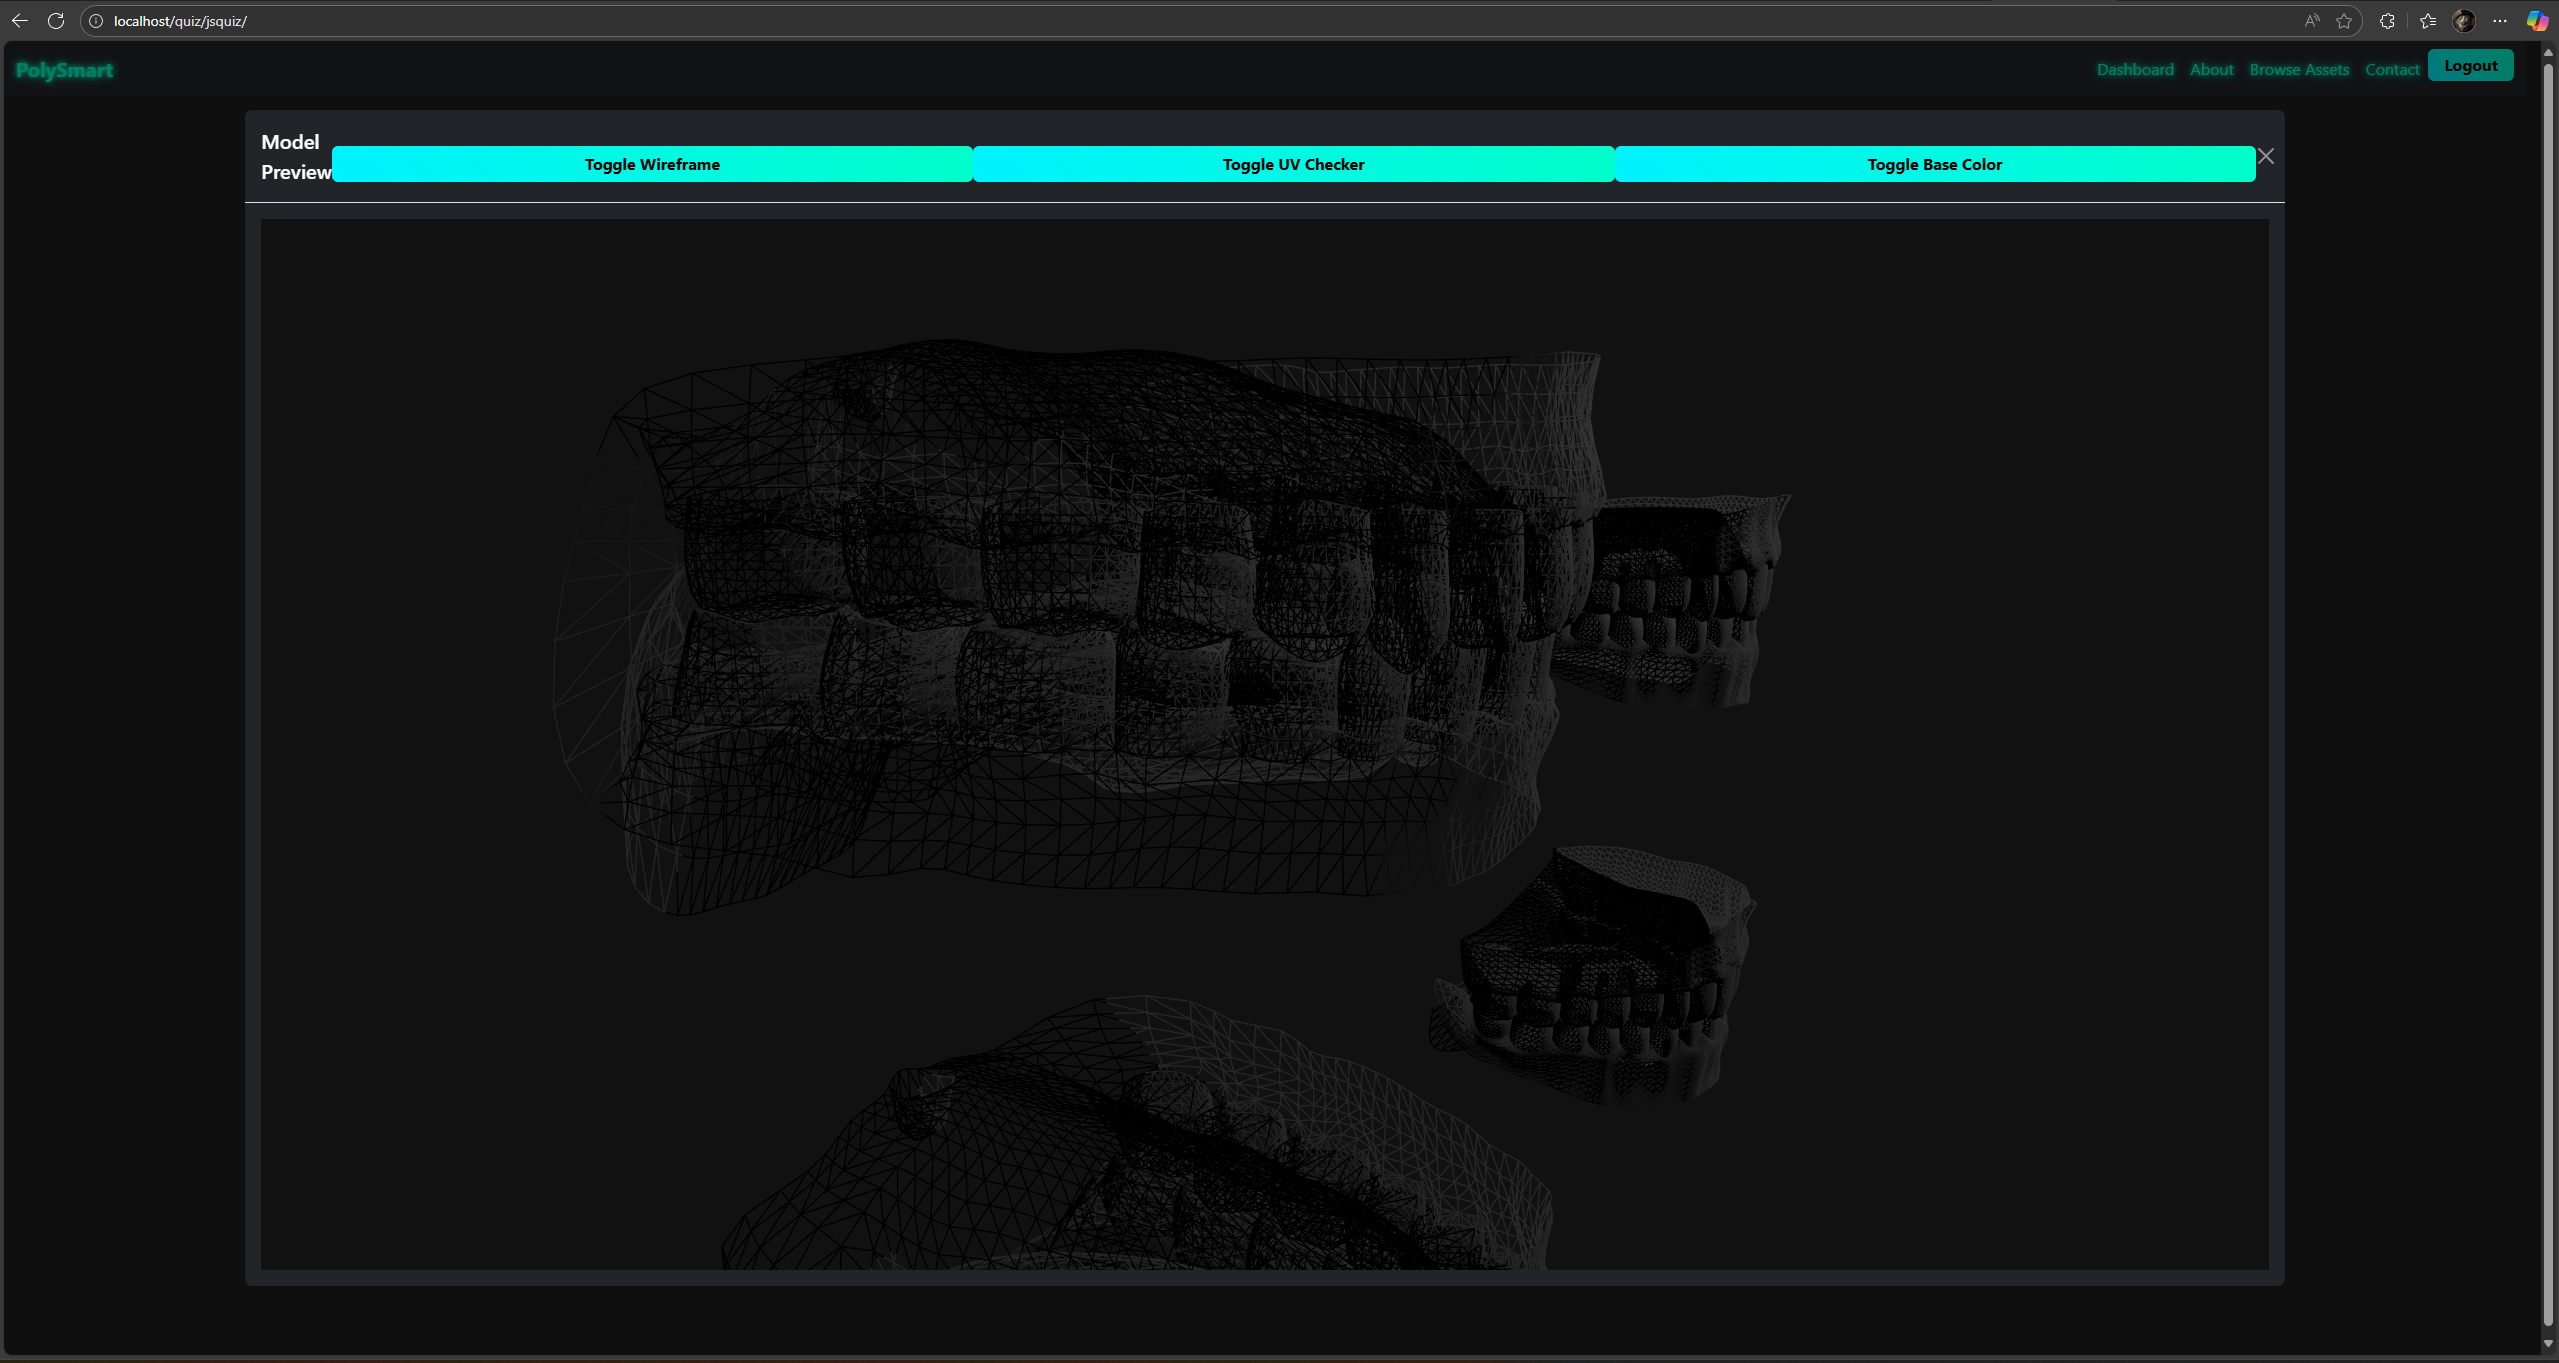 localhost/quiz/jsquiz/
PolySmart
Dashboard About Browse Assets Contact Logout
Model
Preview
Toggle Wireframe Toggle UV Checker Toggle Base Color